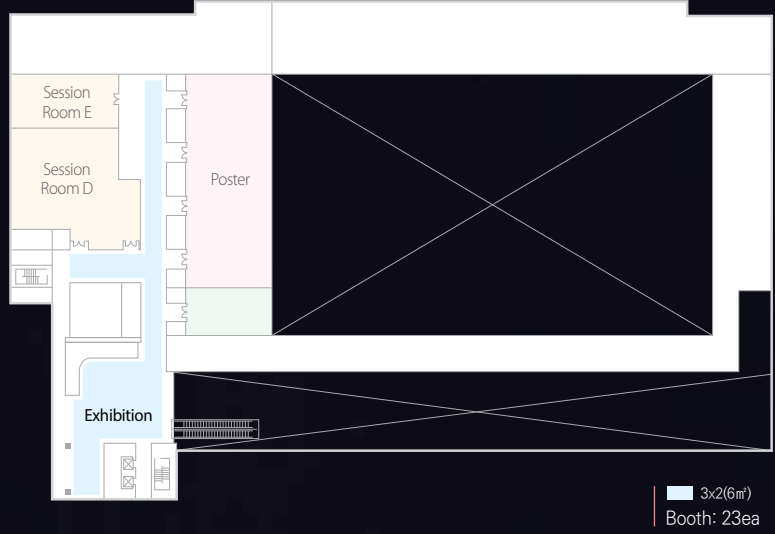 Session
Room E
Session
Room D
Poster
Exhibition
3x2(6㎡)
Booth: 23ea